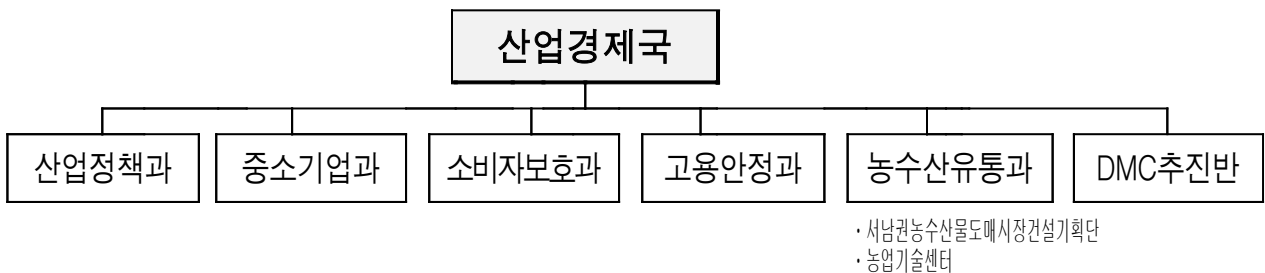 산업경제국
산업정책과
중소기업과
소비자보호과
고용안정과
농수산유통과
DMC추진반
· 서남권농수산물도매시장건설기획단
· 농업기술센터